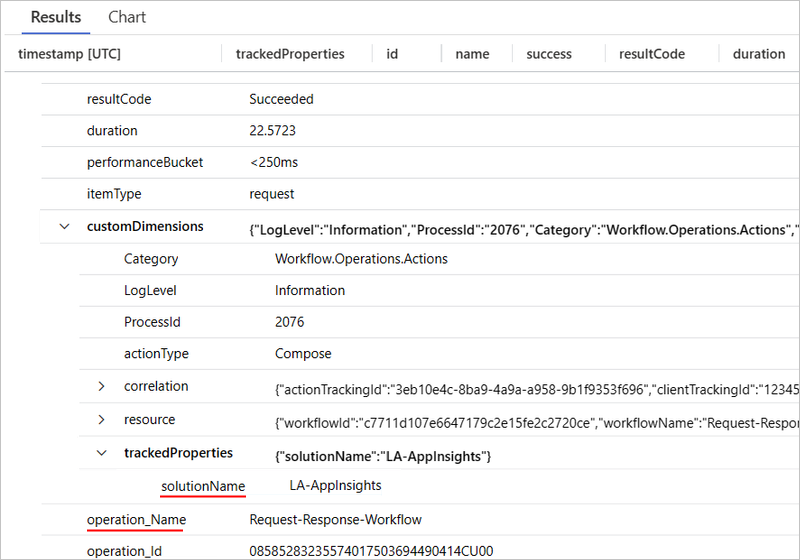 Results Chart
timestamp [UTC] trackedProperties id name success resultCode duration
resultCode Succeeded
duration 22.5723
performanceBucket <250ms
itemType request
customDimensions {"LogLevel":"Information","ProcessId":"2076","Category":"Workflow.Operations.Actions","
Category Workflow.Operations.Actions
LogLevel Information
ProcessId 2076
actionType Compose
correlation {"actionTrackingId":"3eb10e4c-8ba9-4a9a-a958-9b1f9353f696","clientTrackingId":"12345
resource {"workflowId":"c7711d107e6647179c2e15fe2c2720ce","workflowName":"Request-Respor
trackedProperties {"solutionName":"LA-AppInsights"}
solutionName LA-AppInsights
operation_Name Request-Response-Workflow
operation_Id 08585283235574017503694490414CU00